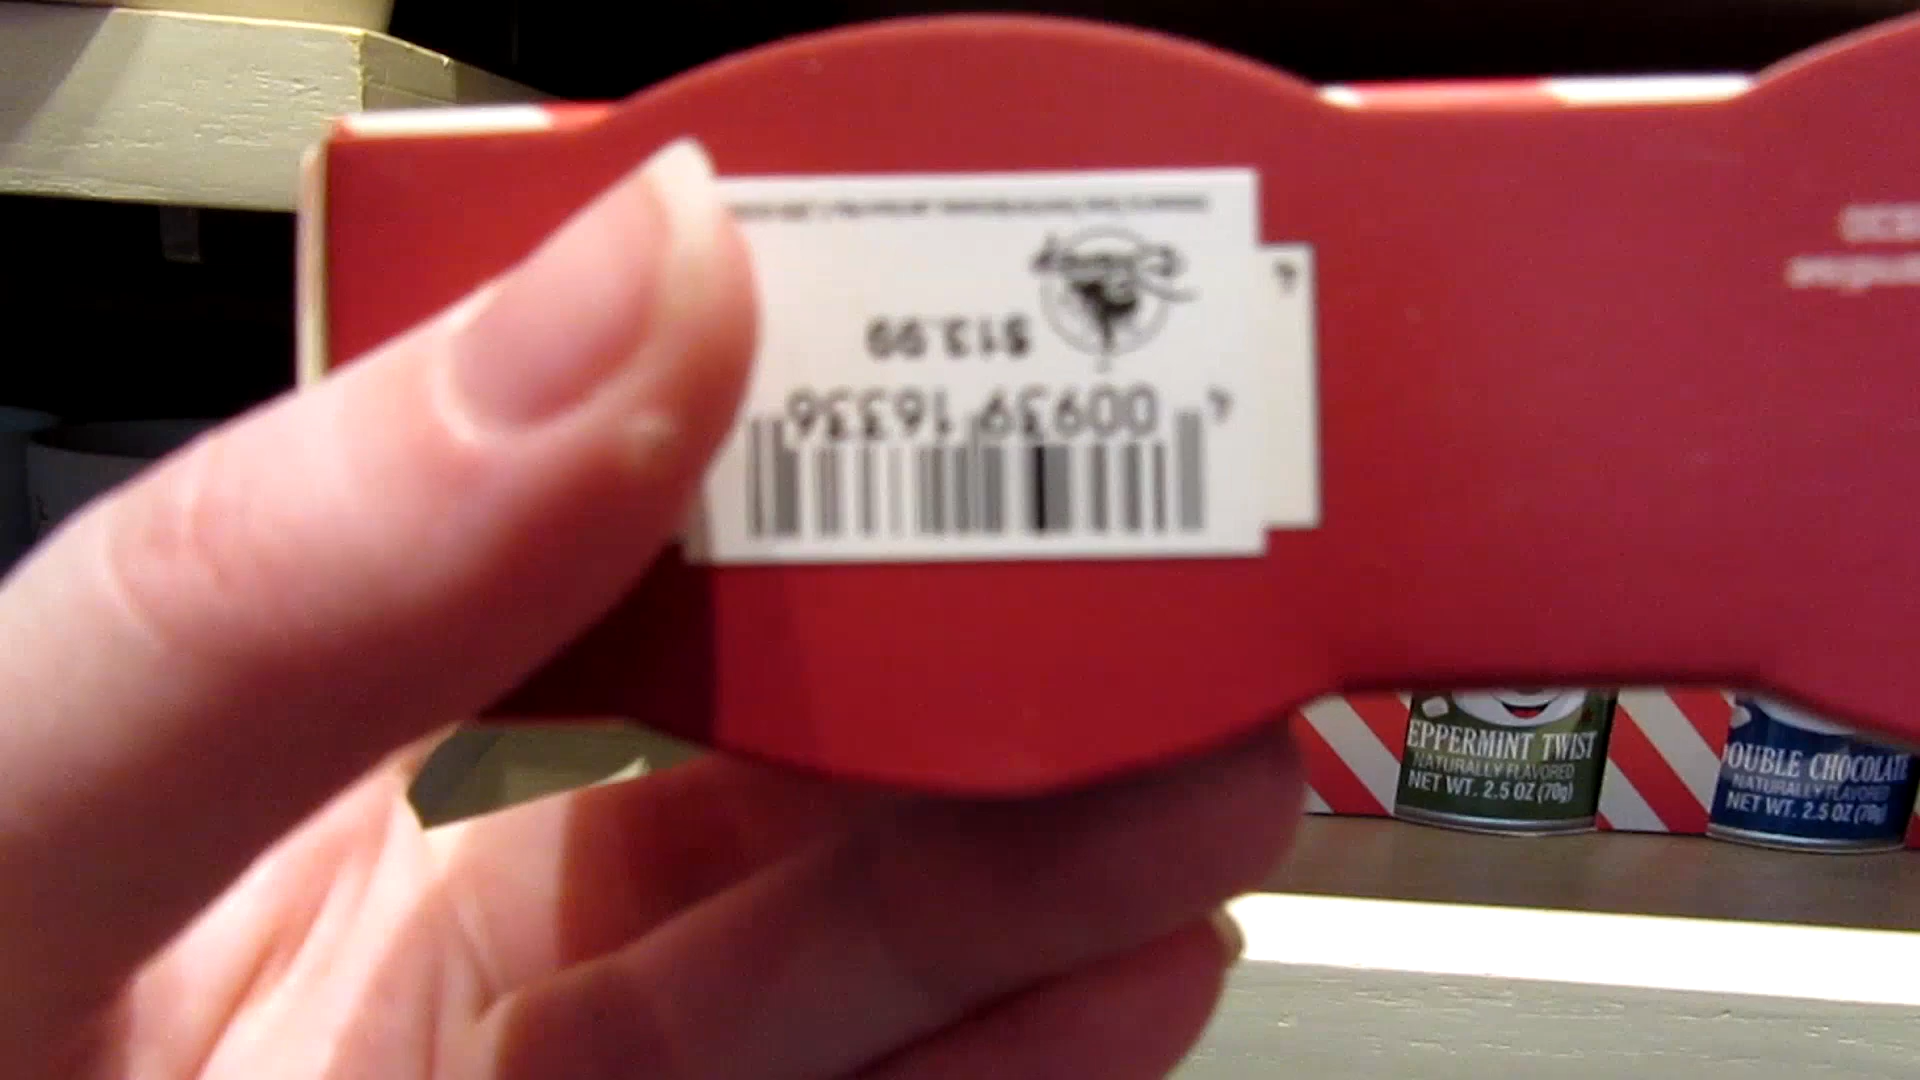 00939 16336
$13.99
Disney
EPPERMINT TWIST
NATURALLY FLAVORED
NET WT. 2.5 OZ (70g)
OUBLE CHOCOLATE
NATURALLY FLAVORED
NET WT. 2.5 OZ (70g)